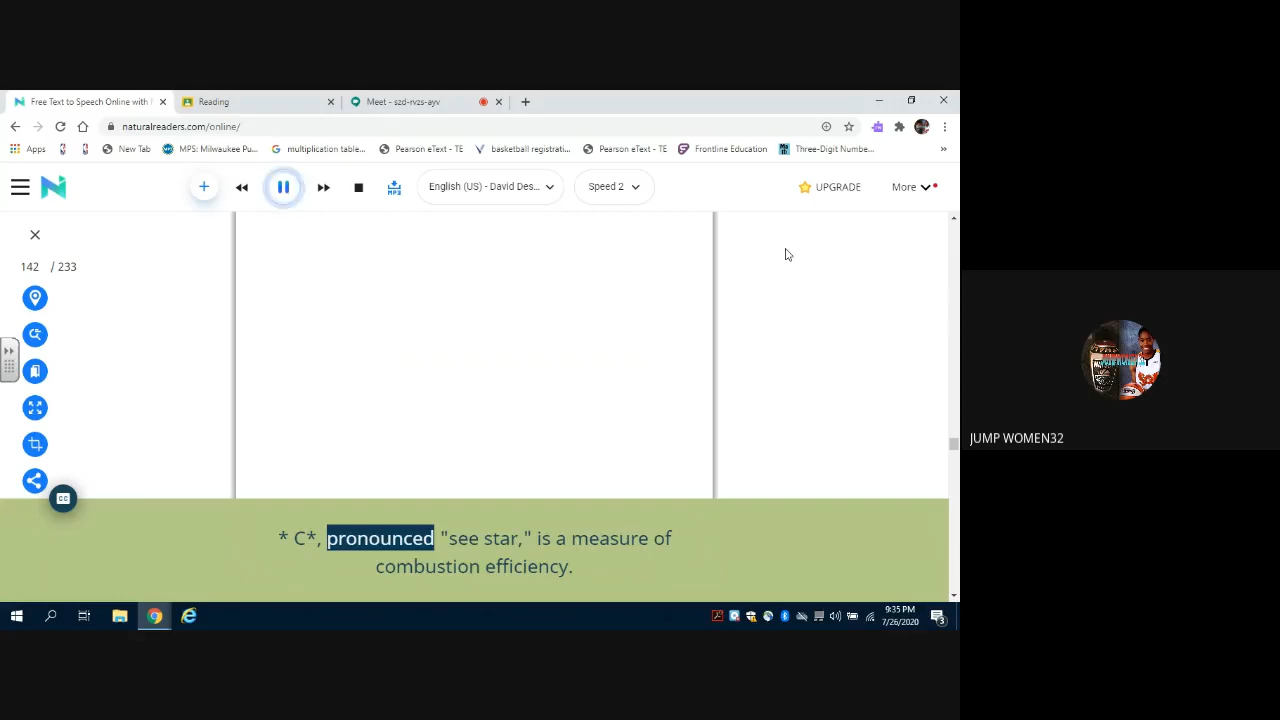 Free Text to Speech Online with
Reading
Meet - szd-rvzs-ayv
naturalreaders.com/online/
Apps
New Tab
MPS: Milwaukee Pu...
multiplication table...
Pearson eText - TE
basketball registrati...
Pearson eText - TE
Frontline Education
Three-Digit Numbe...
»
MP3
English (US) - David Des...
Speed 2
UPGRADE
More
142 / 233
CC
* C*, pronounced "see star," is a measure of
combustion efficiency.
9:35 PM
7/26/2020
3
JUMP WOMEN32